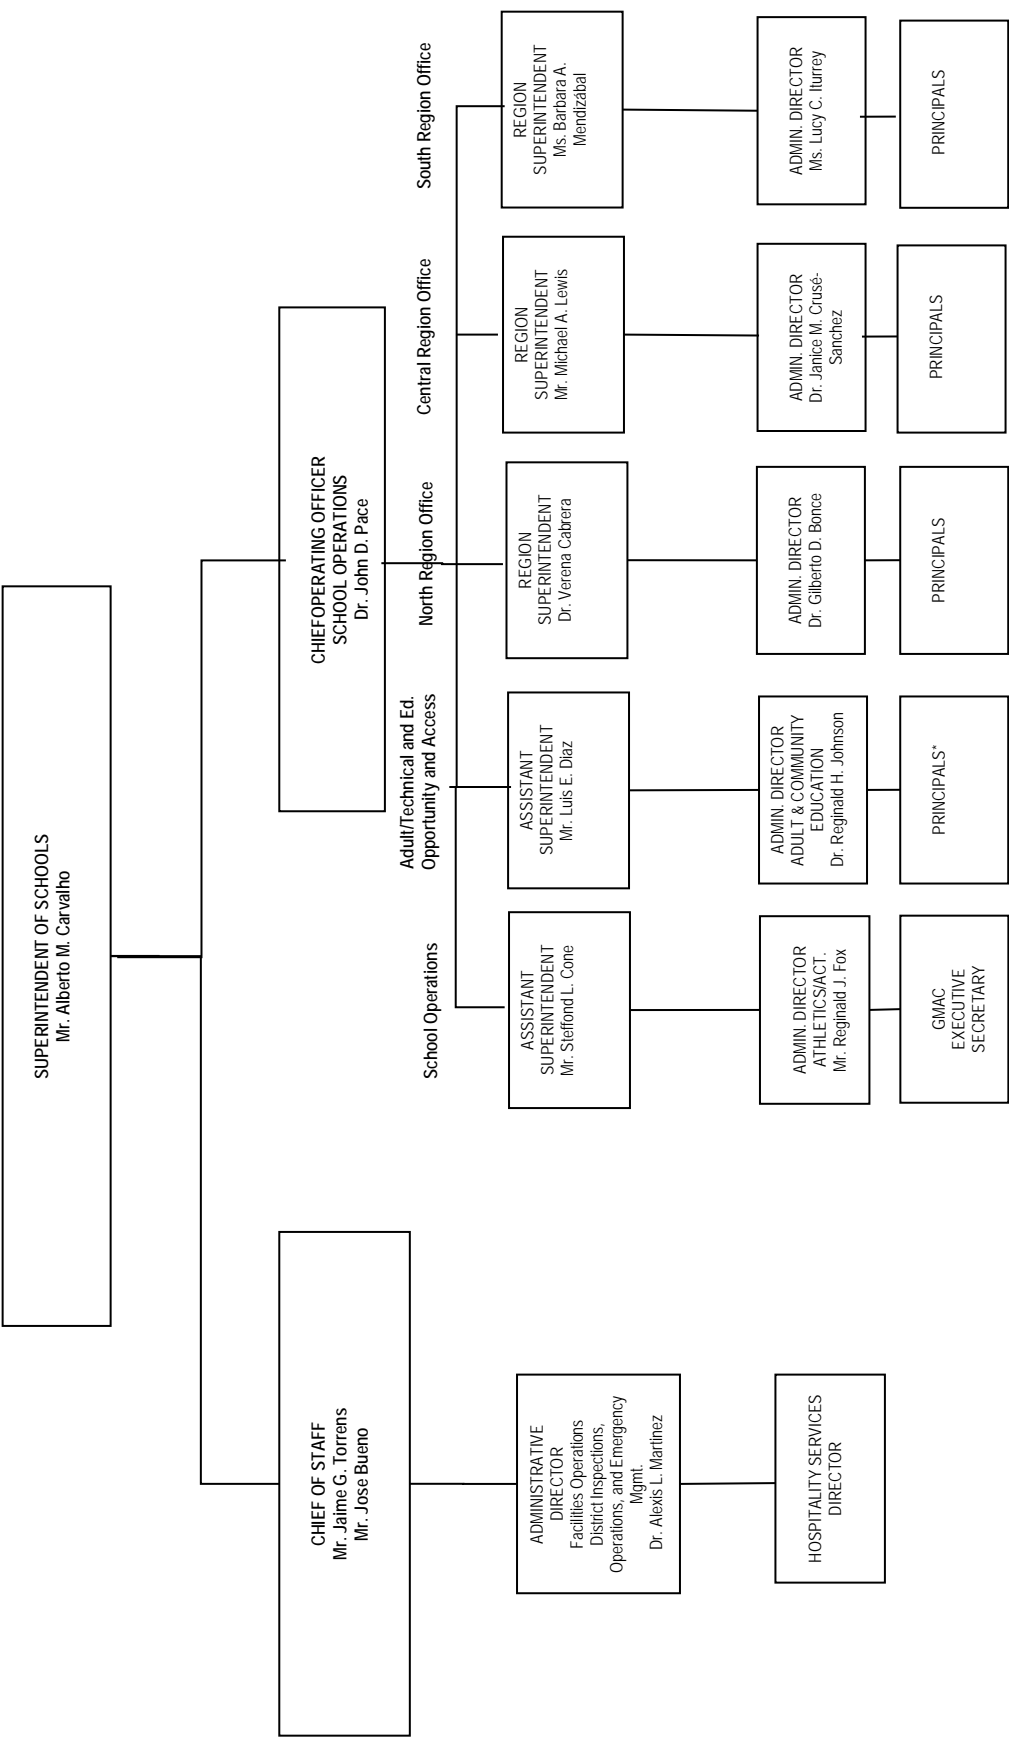 SUPERINTENDENT OF SCHOOLS
Mr. Alberto M. Carvalho
CHIEF OF STAFF
Mr. Jaime G. Torrens
Mr. Jose Bueno
CHIEFOPERATING OFFICER
SCHOOL OPERATIONS
Dr. John D. Pace
School Operations
Adult/Technical and Ed.
Opportunity and Access
North Region Office
Central Region Office
South Region Office
ADMINISTRATIVE
DIRECTOR
Facilities Operations
District Inspections,
Operations, and Emergency
Mgmt.
Dr. Alexis L. Martinez
ASSISTANT
SUPERINTENDENT
Mr. Steffond L. Cone
ASSISTANT
SUPERINTENDENT
Mr. Luis E. Diaz
REGION
SUPERINTENDENT
Dr. Verena Cabrera
REGION
SUPERINTENDENT
Mr. Michael A. Lewis
REGION
SUPERINTENDENT
Ms. Barbara A.
Mendizábal
HOSPITALITY SERVICES
DIRECTOR
ADMIN. DIRECTOR
ATHLETICS/ACT.
Mr. Reginald J. Fox
ADMIN. DIRECTOR
ADULT & COMMUNITY
EDUCATION
Dr. Reginald H. Johnson
ADMIN. DIRECTOR
Dr. Gilberto D. Bonce
ADMIN. DIRECTOR
Dr. Janice M. Crusé-
Sanchez
ADMIN. DIRECTOR
Ms. Lucy C. Iturrey
GMAC
EXECUTIVE
SECRETARY
PRINCIPALS*
PRINCIPALS
PRINCIPALS
PRINCIPALS